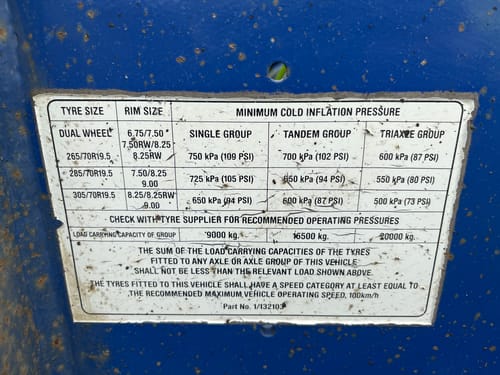 TYRE SIZE RIM SIZE MINIMUM COLD INFLATION PRESSURE
DUAL WHEEL 6.75/7.50 SINGLE GROUP TANDEM GROUP TRIAXLE GROUP
7.50RW/8.25
265/70R19.5 8.25RW 750 kPa (109 PSI) 700 kPa (102 PSI) 600 kPa (87 PSI)
285/70R19.5 7.50/8.25 725 kPa (105 PSI) 650 kPa (94 PSI) 550 kPa (80 PSI)
9.00
305/70R19.5 8.25/8.25RW 650 kPa (94 PSI) 600 kPa (87 PSI) 500 kPa (73 PSI)
9.00
CHECK WITH TYRE SUPPLIER FOR RECOMMENDED OPERATING PRESSURES
LOAD CARRYING CAPACITY OF GROUP 9000 kg. 16500 kg. 20000 kg.
THE SUM OF THE LOAD CARRYING CAPACITIES OF THE TYRES
FITTED TO ANY AXLE OR AXLE GROUP OF THIS VEHICLE
SHALL NOT BE LESS THAN THE RELEVANT LOAD SHOWN ABOVE.
THE TYRES FITTED TO THIS VEHICLE SHALL HAVE A SPEED CATEGORY AT LEAST EQUAL TO
THE RECOMMENDED MAXIMUM VEHICLE OPERATING SPEED, 100km/h
Part No. 1/132103